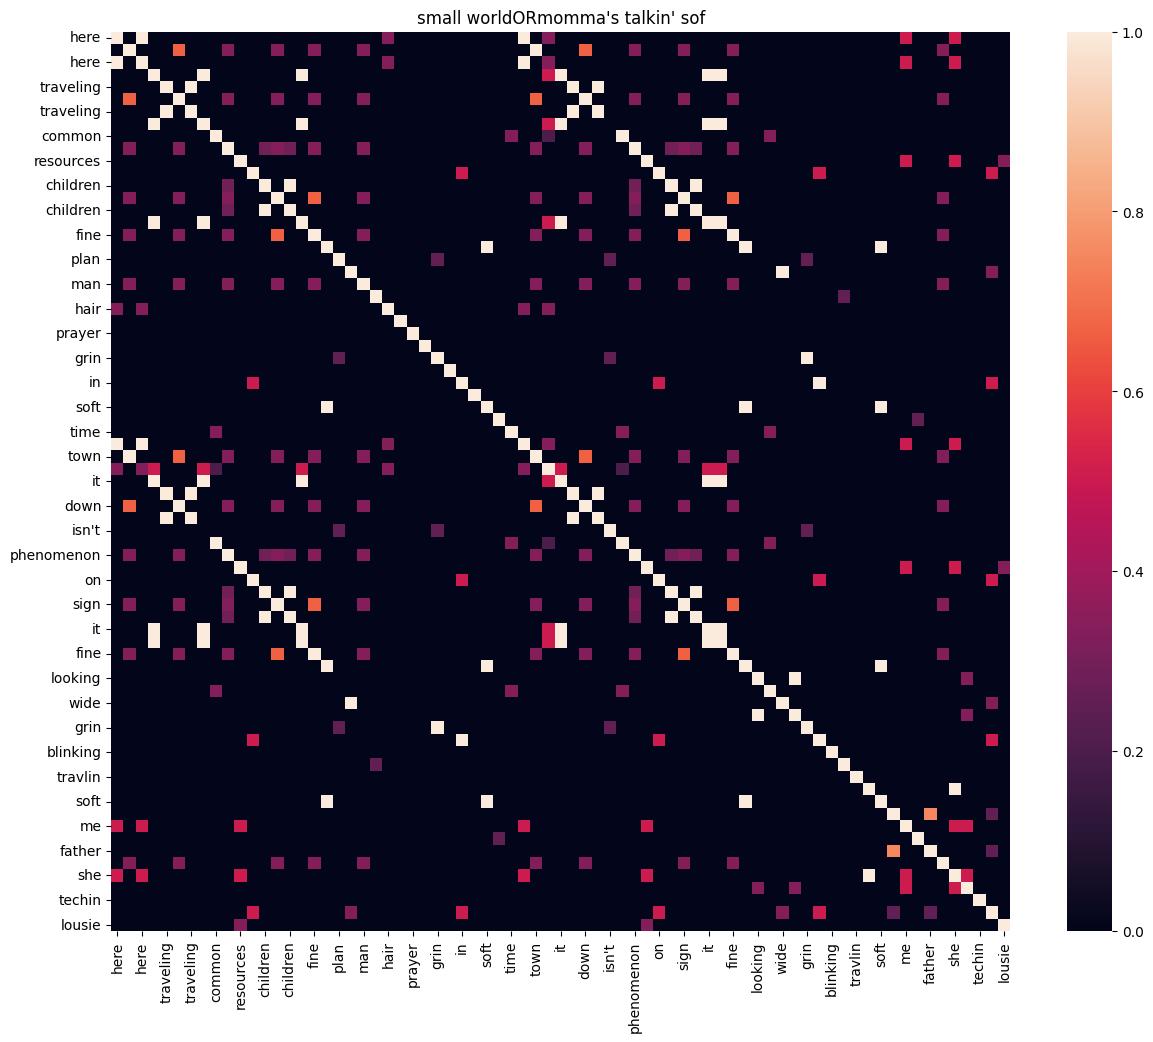 small worldORmomma's talkin' sof
here
here
traveling
traveling
common
resources
children
children
fine
plan
man
hair
prayer
grin
in
soft
time
town
it
down
isn't
phenomenon
on
sign
it
fine
looking
wide
grin
blinking
travlin
soft
me
father
she
techin
lousie
1.0
0.8
0.6
0.4
0.2
0.0
here
here
traveling
traveling
common
resources
children
children
fine
plan
man
hair
prayer
grin
in
soft
time
town
it
down
isn't
phenomenon
on
sign
it
fine
looking
wide
grin
blinking
travlin
soft
me
father
she
techin
lousie